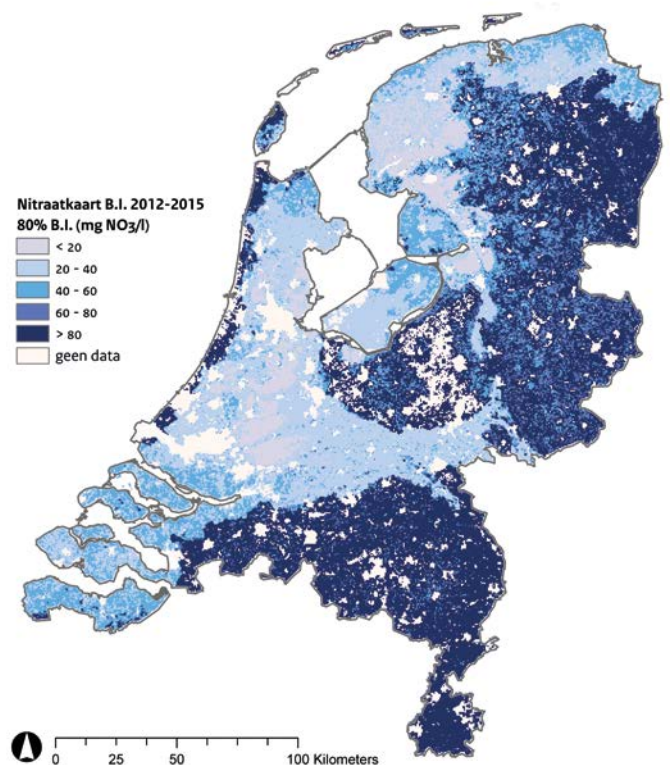 Nitraatkaart B.I. 2012-2015
80% B.I. (mg NO3/l)
< 20
20 - 40
40 - 60
60 - 80
> 80
geen data
0 25 50 100 Kilometers